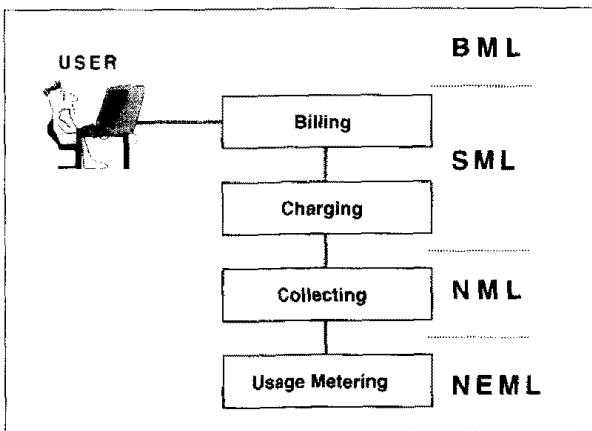 BML
USER
Billing
SML
Charging
Collecting
NML
Usage Metering
NEML